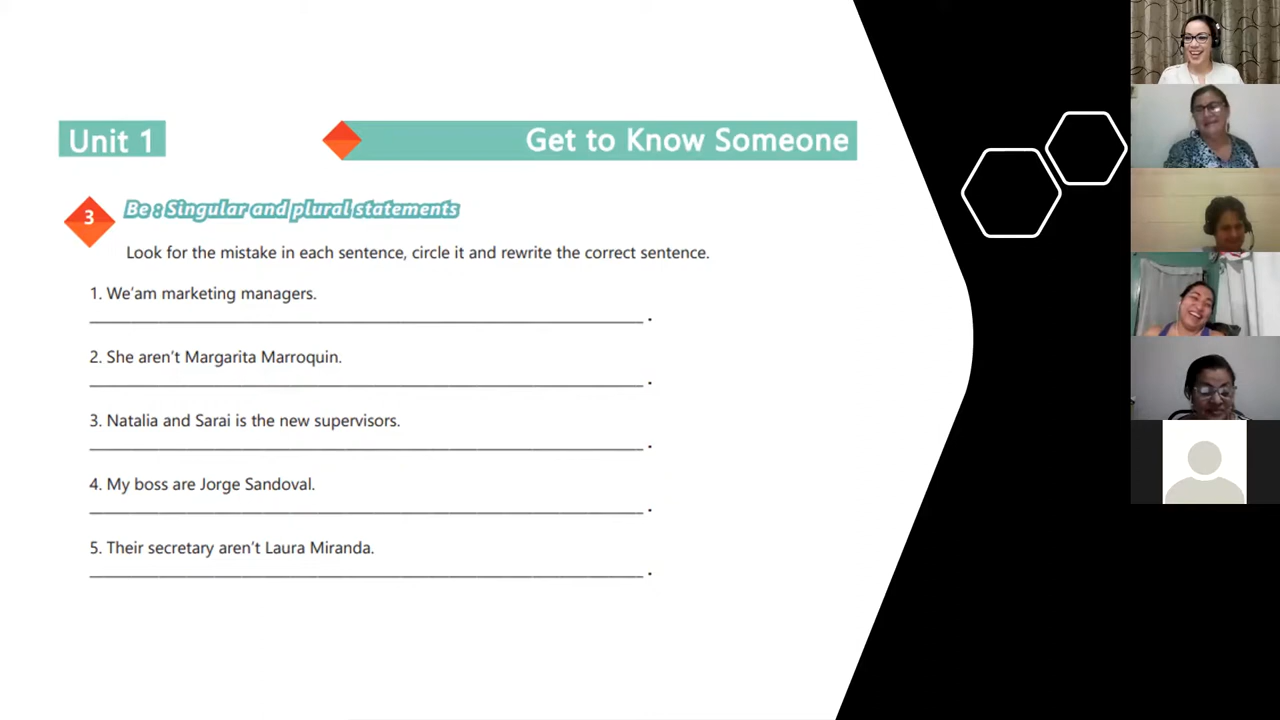 Unit 1
Get to Know Someone
3
Be : Singular and plural statements
Look for the mistake in each sentence, circle it and rewrite the correct sentence.
1. We'am marketing managers.
.
2. She aren't Margarita Marroquin.
.
3. Natalia and Sarai is the new supervisors.
.
4. My boss are Jorge Sandoval.
.
5. Their secretary aren't Laura Miranda.
.